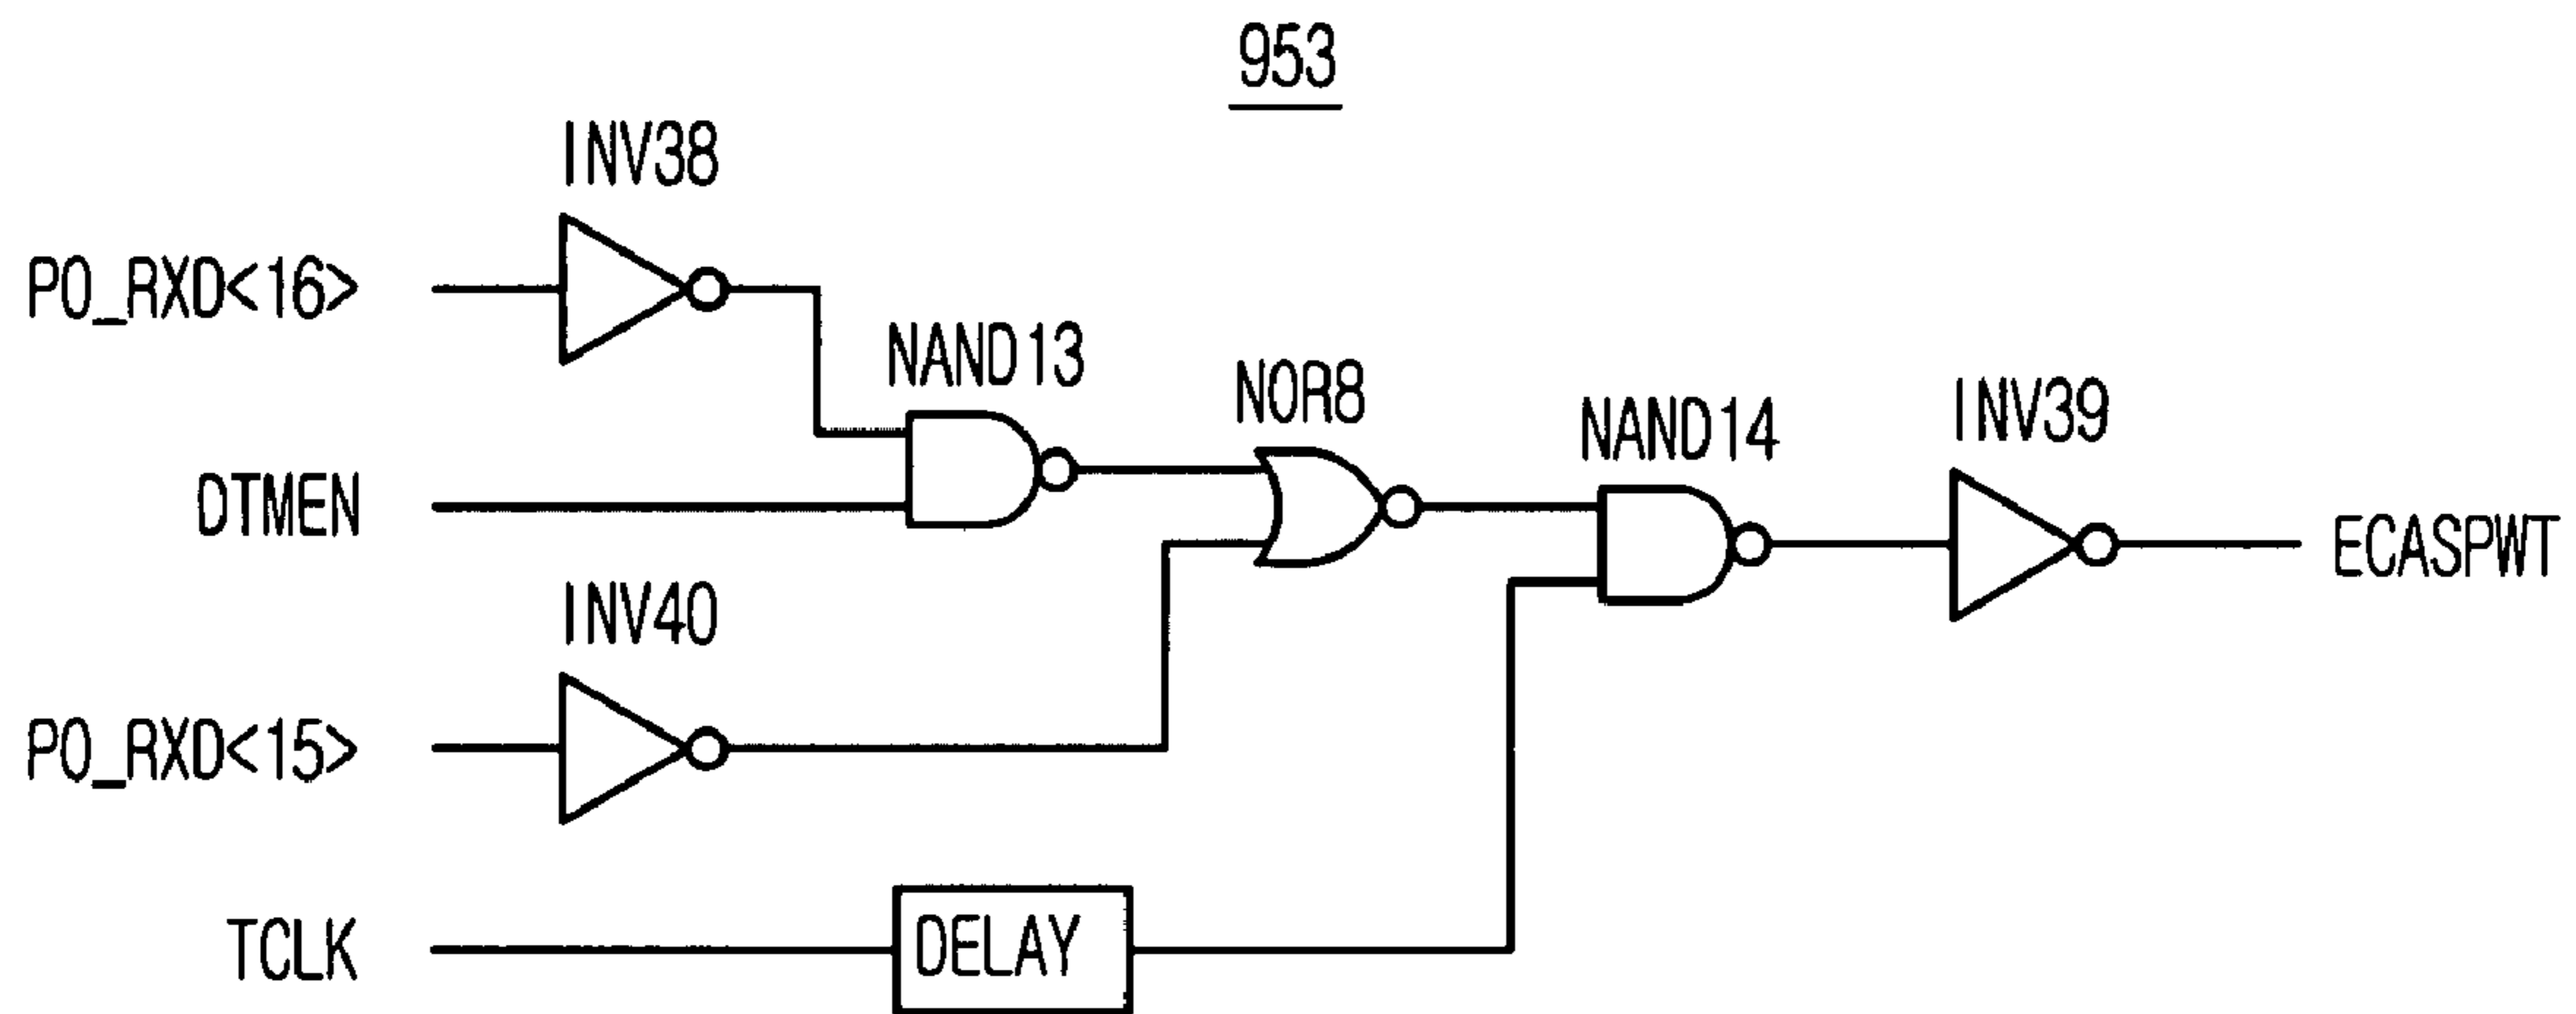 953
INV38
P0_RXD<16>
NAND13
NOR8
NAND14
INV39
DTMEN
ECASPWT
INV40
P0_RXD<15>
TCLK
DELAY